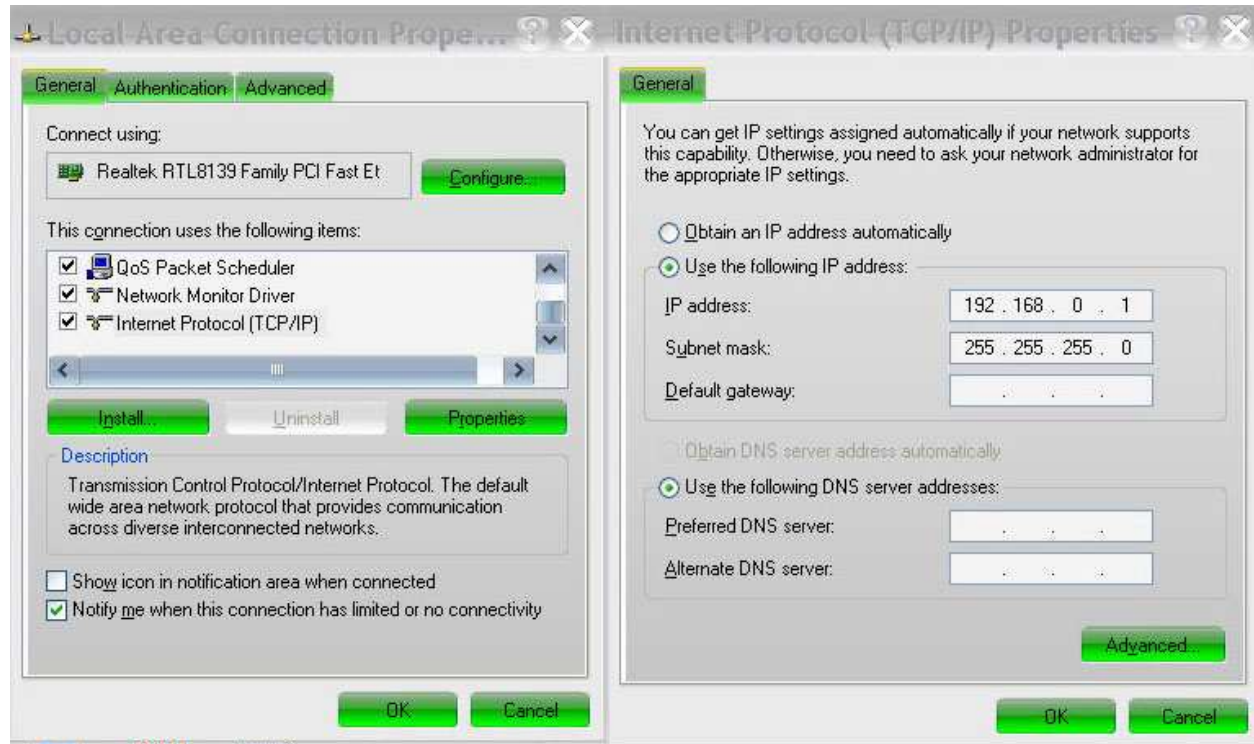 Local Area Connection Prope...
General
Authentication
Advanced
Connect using:
Realtek RTL8139 Family PCI Fast Et
Configure...
This connection uses the following items:
QoS Packet Scheduler
Network Monitor Driver
Internet Protocol (TCP/IP)
Install...
Uninstall
Properties
Description
Transmission Control Protocol/Internet Protocol. The default
wide area network protocol that provides communication
across diverse interconnected networks.
Show icon in notification area when connected
Notify me when this connection has limited or no connectivity
OK
Cancel
Internet Protocol (TCP/IP) Properties
General
You can get IP settings assigned automatically if your network supports
this capability. Otherwise, you need to ask your network administrator for
the appropriate IP settings.
Obtain an IP address automatically
Use the following IP address:
IP address: 192 . 168 . 0 . 1
Subnet mask: 255 . 255 . 255 . 0
Default gateway: . . .
Obtain DNS server address automatically
Use the following DNS server addresses:
Preferred DNS server: . . .
Alternate DNS server: . . .
Advanced...
OK
Cancel